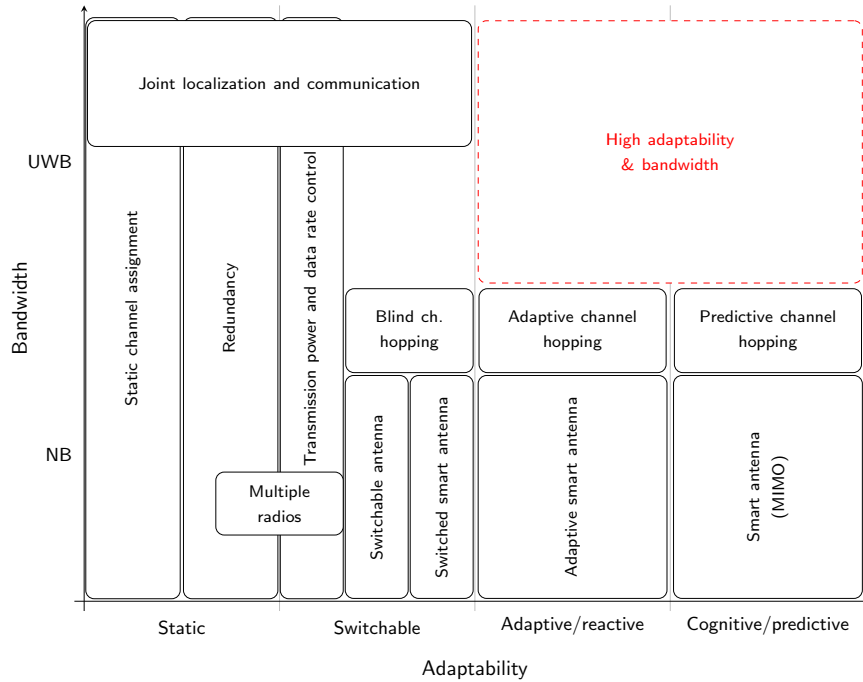 Joint localization and communication
High adaptability
& bandwidth
UWB
Bandwidth
NB
Static channel assignment
Redundancy
Transmission power and data rate control
Blind ch.
hopping
Adaptive channel
hopping
Predictive channel
hopping
Multiple
radios
Switchable antenna
Switched smart antenna
Adaptive smart antenna
Smart antenna
(MIMO)
Static
Switchable
Adaptive/reactive
Cognitive/predictive
Adaptability